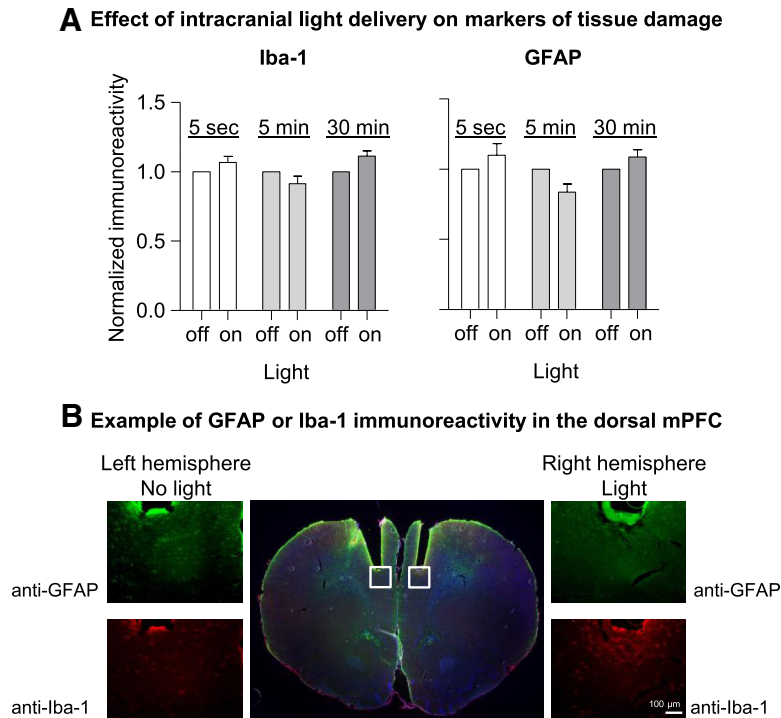 A Effect of intracranial light delivery on markers of tissue damage
Iba-1
GFAP
Normalized immunoreactivity
1.5
1.0
0.5
0.0
5 sec 5 min 30 min
5 sec 5 min 30 min
off on off on off on
off on off on off on
Light
Light
B Example of GFAP or Iba-1 immunoreactivity in the dorsal mPFC
Left hemisphere
No light
Right hemisphere
Light
anti-GFAP
anti-GFAP
anti-Iba-1
100 µm
anti-Iba-1